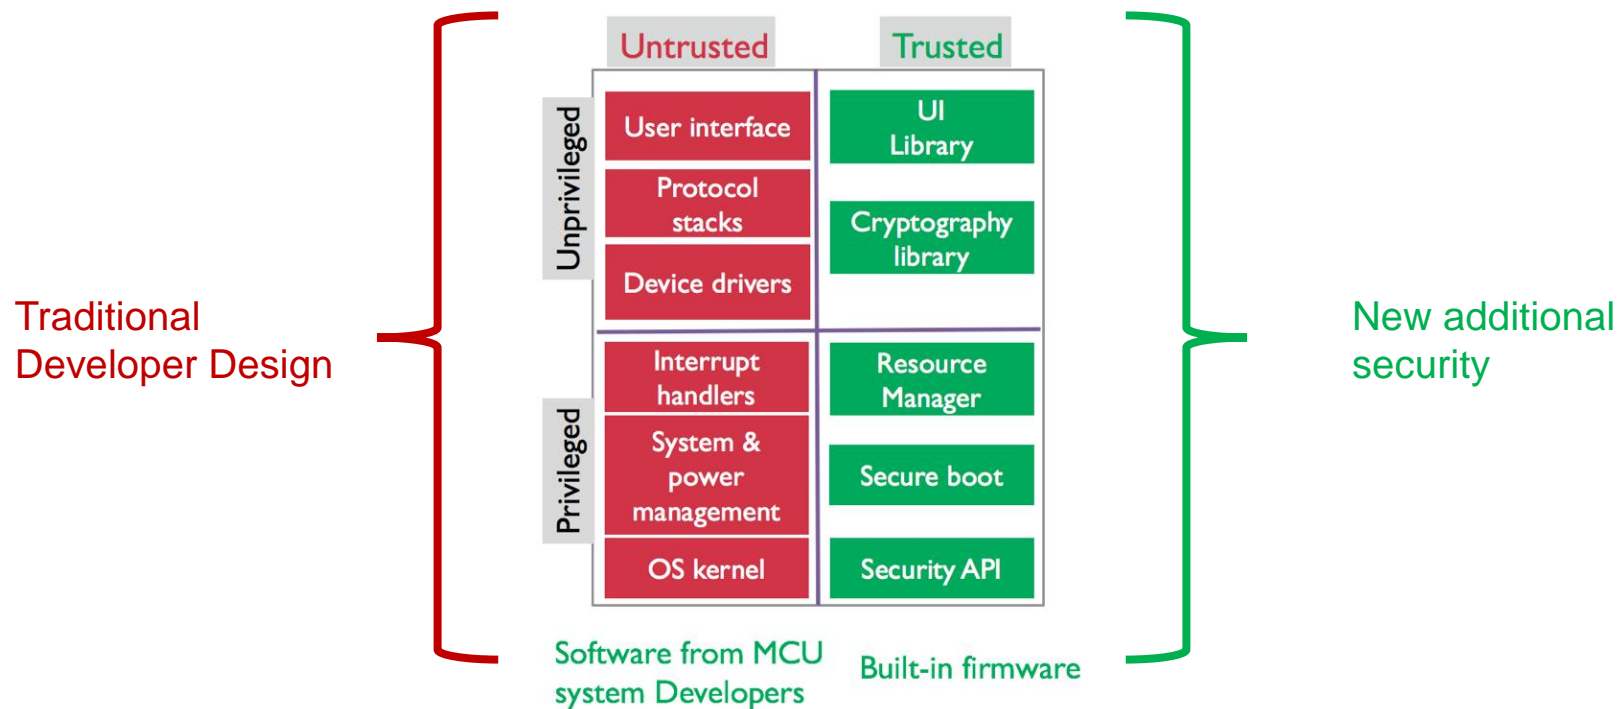 Untrusted
Trusted
Unprivileged
User interface
Protocol
stacks
Device drivers
UI
Library
Cryptography
library
Traditional
Developer Design
New additional
security
Privileged
Interrupt
handlers
System &
power
management
OS kernel
Resource
Manager
Secure boot
Security API
Software from MCU
system Developers
Built-in firmware